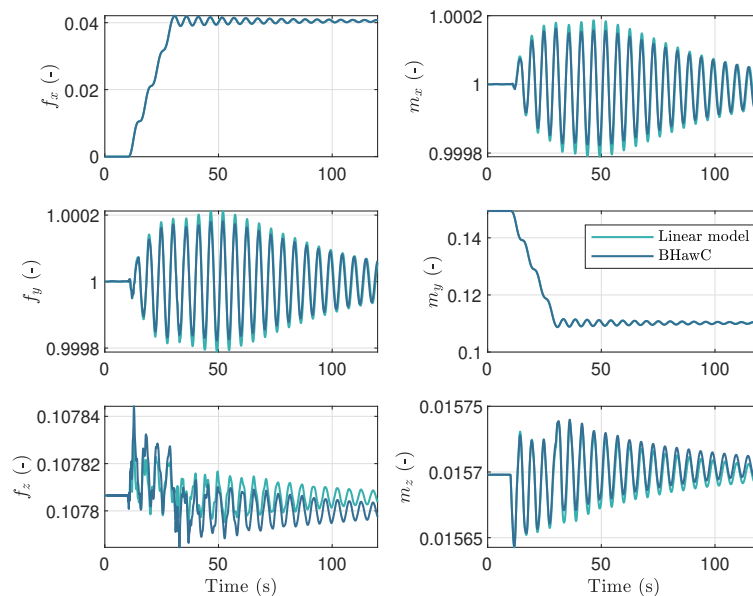 0.04
0.02
0
f_x (-)
0 50 100
1.0002
1
0.9998
m_x (-)
0 50 100
1.0002
1
0.9998
f_y (-)
0 50 100
0.14
0.12
0.1
m_y (-)
Linear model
BHawC
0 50 100
0.10784
0.10782
0.1078
f_z (-)
0 50 100
Time (s)
0.01575
0.0157
0.01565
m_z (-)
0 50 100
Time (s)